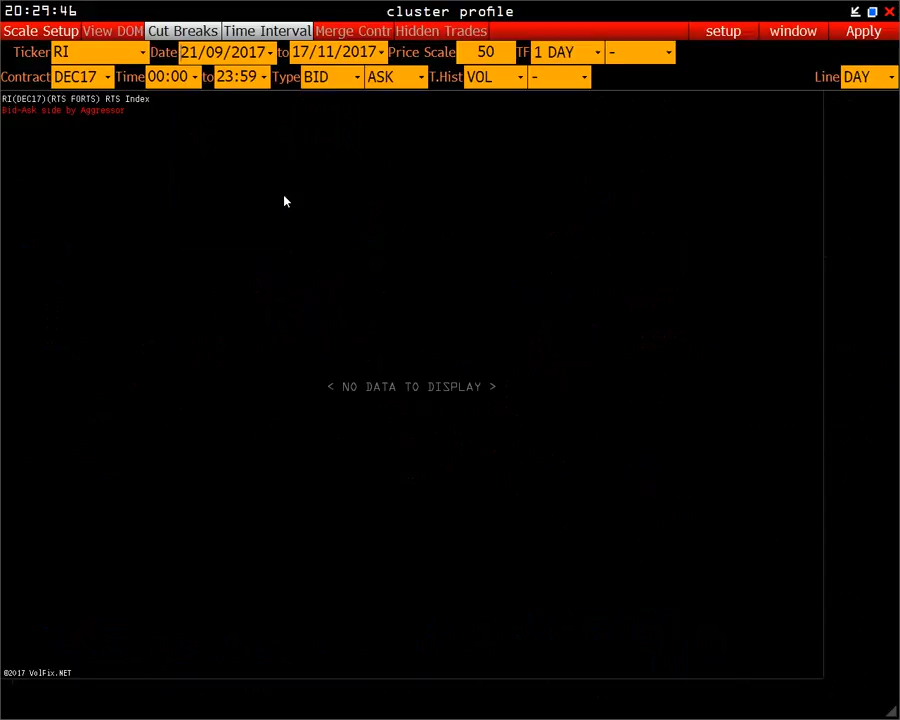 20:29:46 cluster profile
Scale Setup View DOM Cut Breaks Time Interval Merge Contr Hidden Trades setup window Apply
Ticker RI Date 21/09/2017 to 17/11/2017 Price Scale 50 TF 1 DAY -
Contract DEC17 Time 00:00 to 23:59 Type BID ASK T.Hist VOL - Line DAY
RI(DEC17)(RTS FORTS) RTS Index
Bid-Ask side by Aggressor
< NO DATA TO DISPLAY >
©2017 VolFix.NET